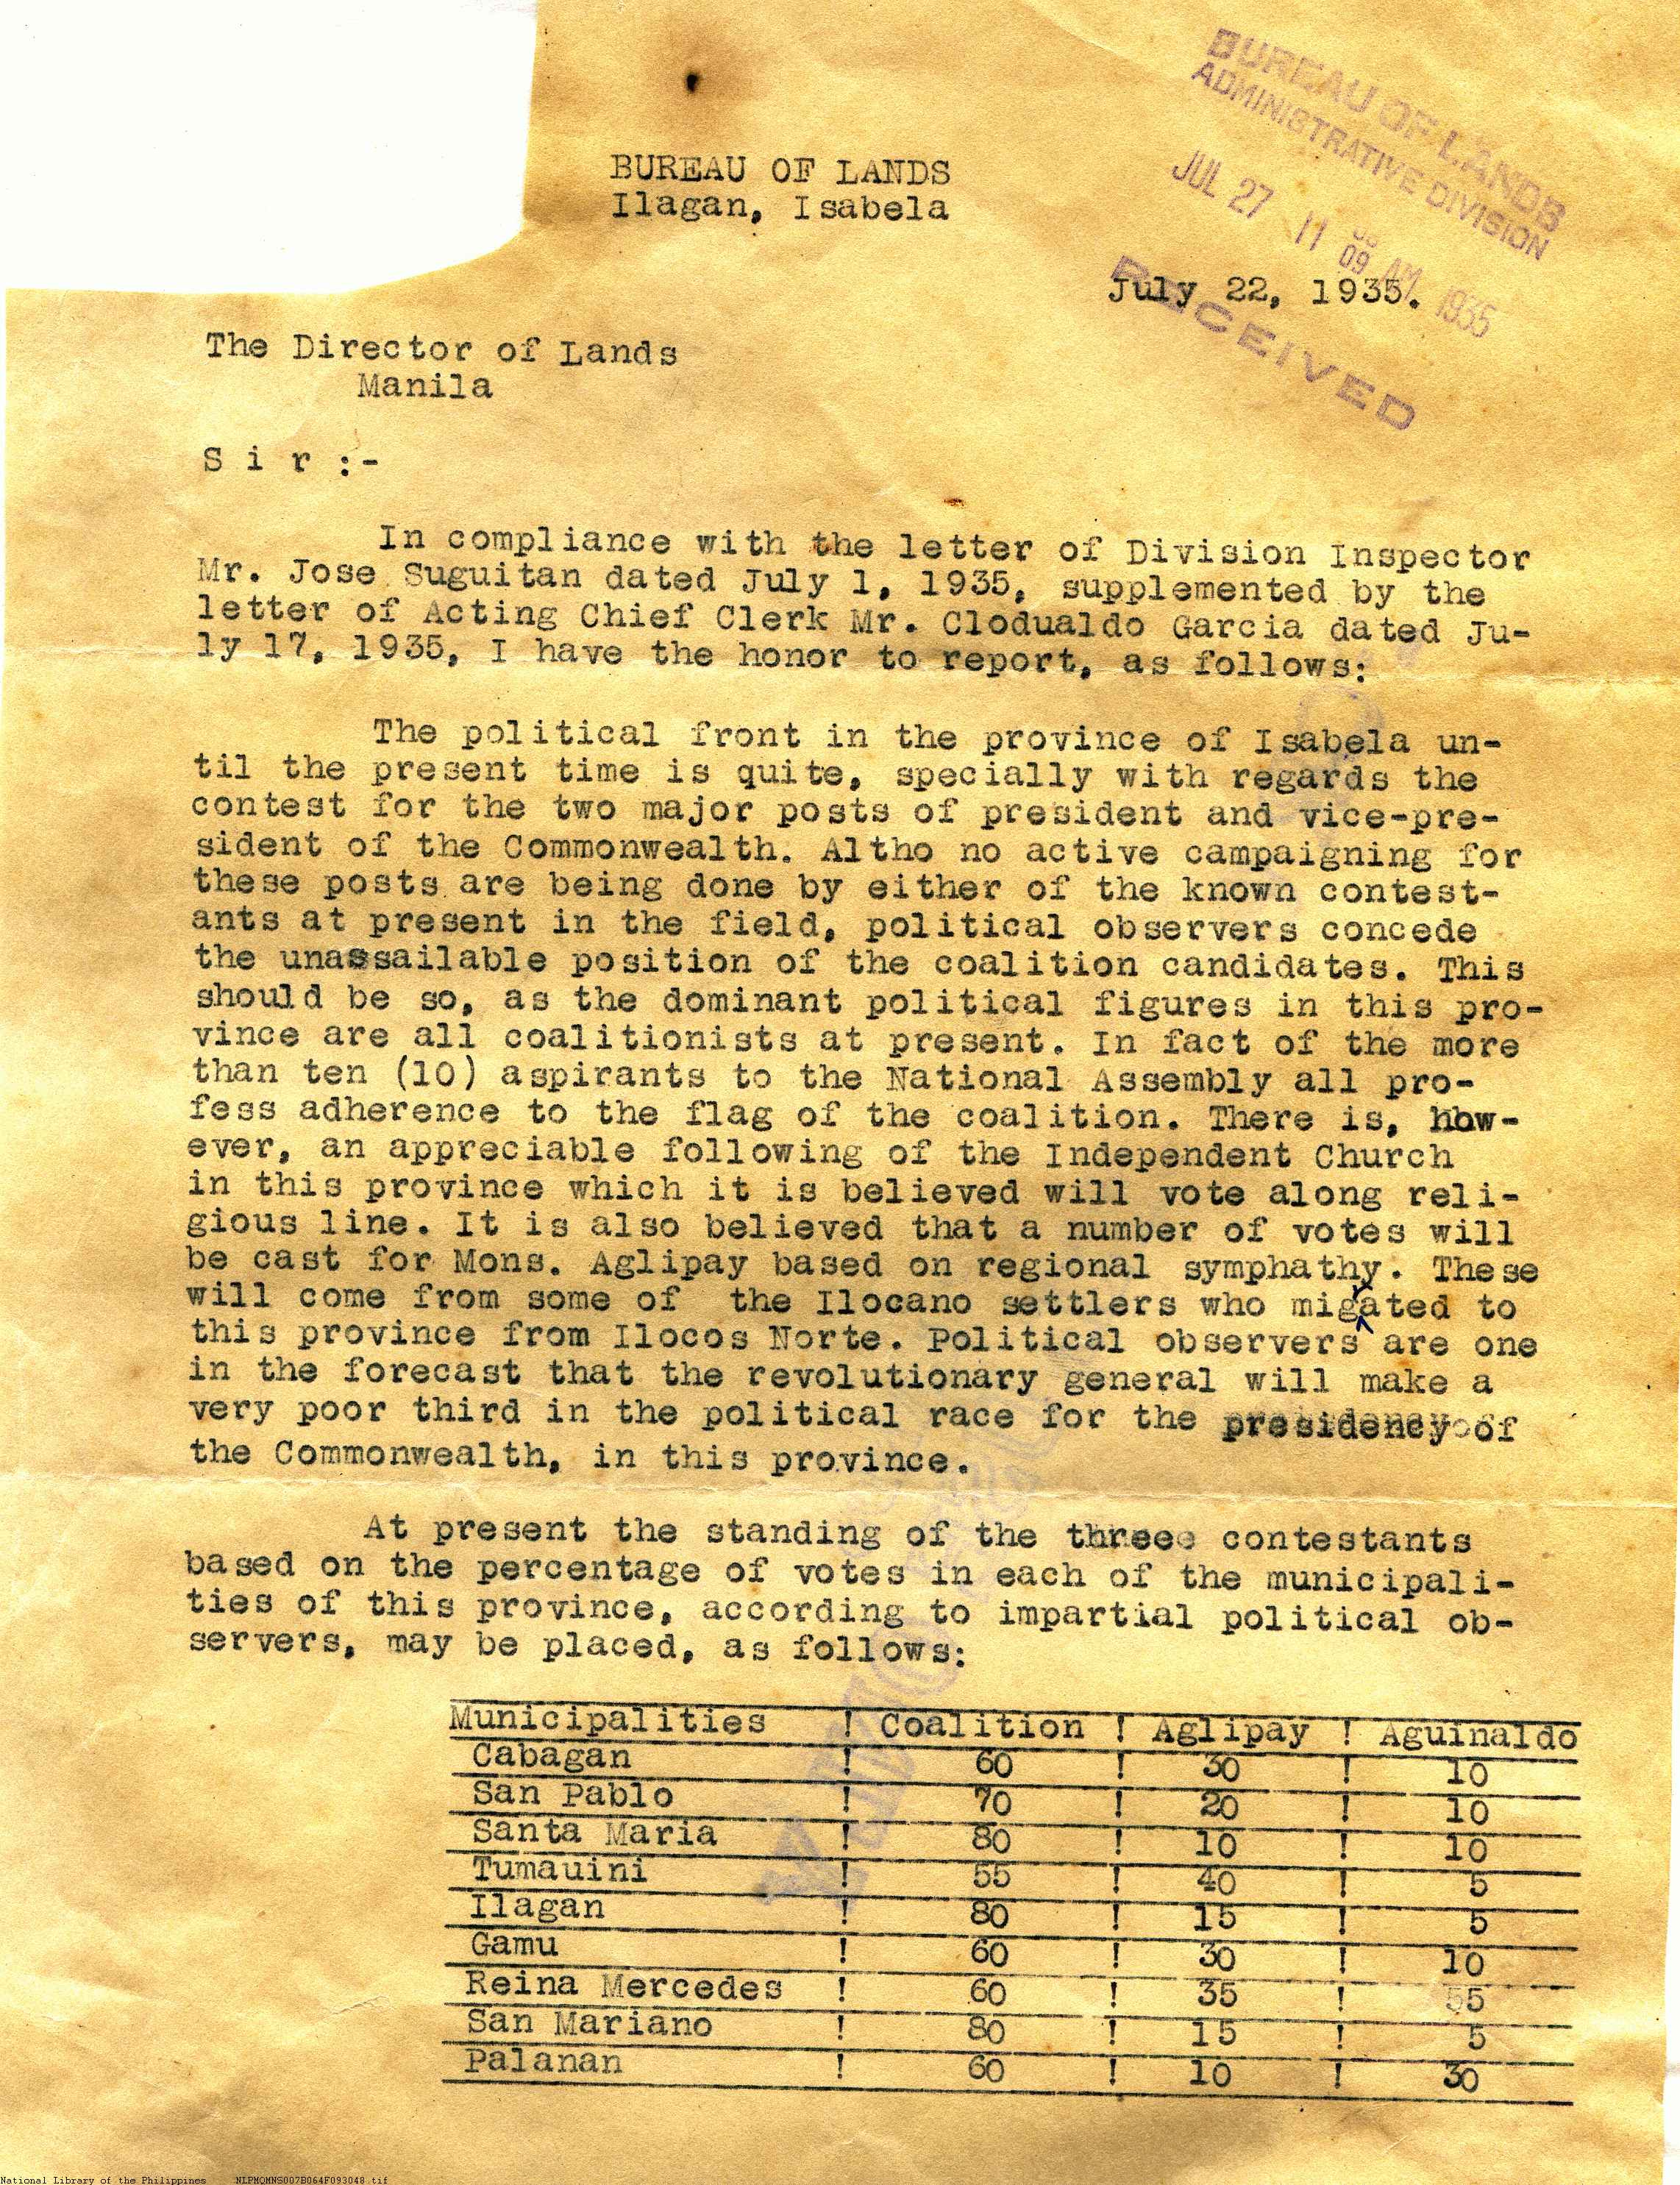 BUREAU OF LANDS
ADMINISTRATIVE DIVISION
JUL 27 11 09 AM 1935
RECEIVED
BUREAU OF LANDS
Ilagan, Isabela
July 22, 1935.
The Director of Lands
Manila
S i r :-
In compliance with the letter of Division Inspector
Mr. Jose Suguitan dated July 1, 1935, supplemented by the
letter of Acting Chief Clerk Mr. Clodualdo Garcia dated Ju-
ly 17, 1935, I have the honor to report, as follows:
The political front in the province of Isabela un-
til the present time is quite, specially with regards the
contest for the two major posts of president and vice-pre-
sident of the Commonwealth. Altho no active campaigning for
these posts are being done by either of the known contest-
ants at present in the field, political observers concede
the unassailable position of the coalition candidates. This
should be so, as the dominant political figures in this pro-
vince are all coalitionists at present. In fact of the more
than ten (10) aspirants to the National Assembly all pro-
fess adherence to the flag of the coalition. There is, how-
ever, an appreciable following of the Independent Church
in this province which it is believed will vote along reli-
gious line. It is also believed that a number of votes will
be cast for Mons. Aglipay based on regional symphathy. These
will come from some of the Ilocano settlers who migrated to
this province from Ilocos Norte. Political observers are one
in the forecast that the revolutionary general will make a
very poor third in the political race for the presidency of
the Commonwealth, in this province.
At present the standing of the threee contestants
based on the percentage of votes in each of the municipali-
ties of this province, according to impartial political ob-
servers, may be placed, as follows:
Municipalities ! Coalition ! Aglipay ! Aguinaldo
Cabagan ! 60 ! 30 ! 10
San Pablo ! 70 ! 20 ! 10
Santa Maria ! 80 ! 10 ! 10
Tumauini ! 55 ! 40 ! 5
Ilagan ! 80 ! 15 ! 5
Gamu ! 60 ! 30 ! 10
Reina Mercedes ! 60 ! 35 ! 5
San Mariano ! 80 ! 15 ! 5
Palanan ! 60 ! 10 ! 30
National Library of the Philippines NLPMQMNS007B064F093048.tif